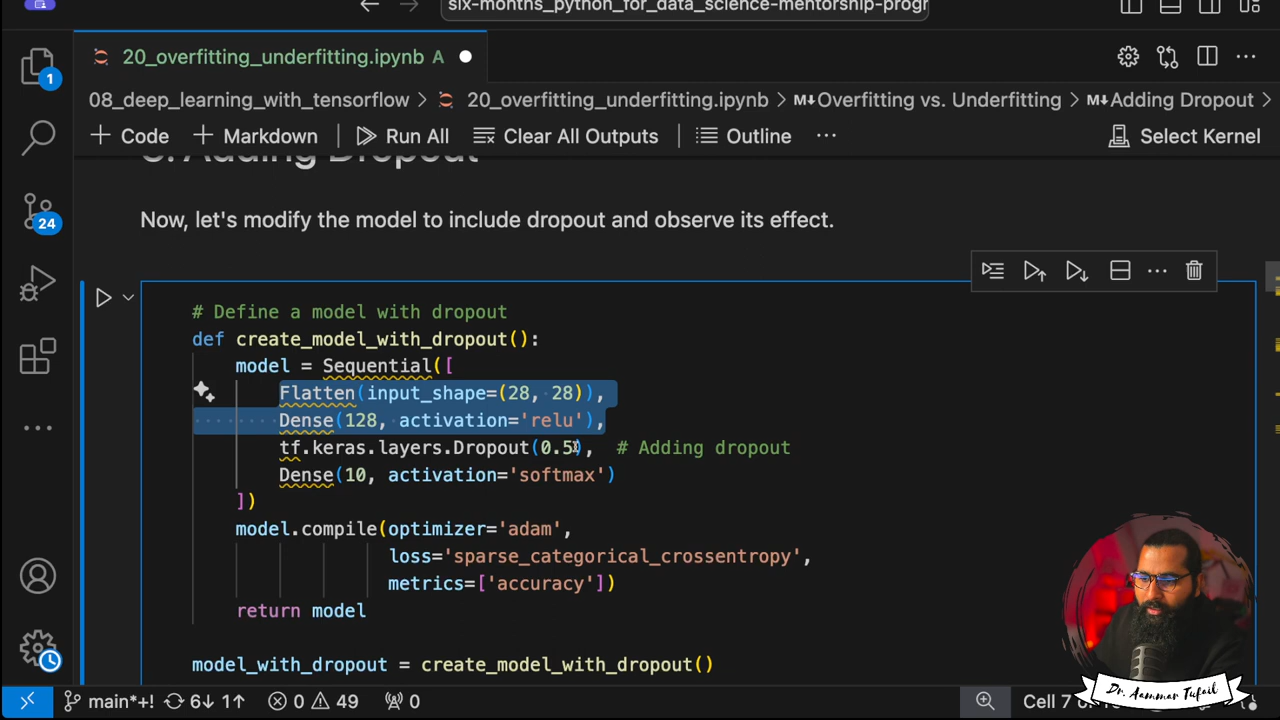 six-months_python_for_data_science-mentorship-progr
20_overfitting_underfitting.ipynb A
08_deep_learning_with_tensorflow > 20_overfitting_underfitting.ipynb > M↓Overfitting vs. Underfitting > M↓Adding Dropout >
+ Code + Markdown | Run All Clear All Outputs | Outline ... Select Kernel
Adding Dropout
Now, let's modify the model to include dropout and observe its effect.
# Define a model with dropout
def create_model_with_dropout():
model = Sequential([
Flatten(input_shape=(28, 28)),
Dense(128, activation='relu'),
tf.keras.layers.Dropout(0.5), # Adding dropout
Dense(10, activation='softmax')
])
model.compile(optimizer='adam',
loss='sparse_categorical_crossentropy',
metrics=['accuracy'])
return model
model_with_dropout = create_model_with_dropout()
1
24
main*+! 6↓ 1↑ 0 49 0
Cell 7 of
Dr. Aammar Tufail